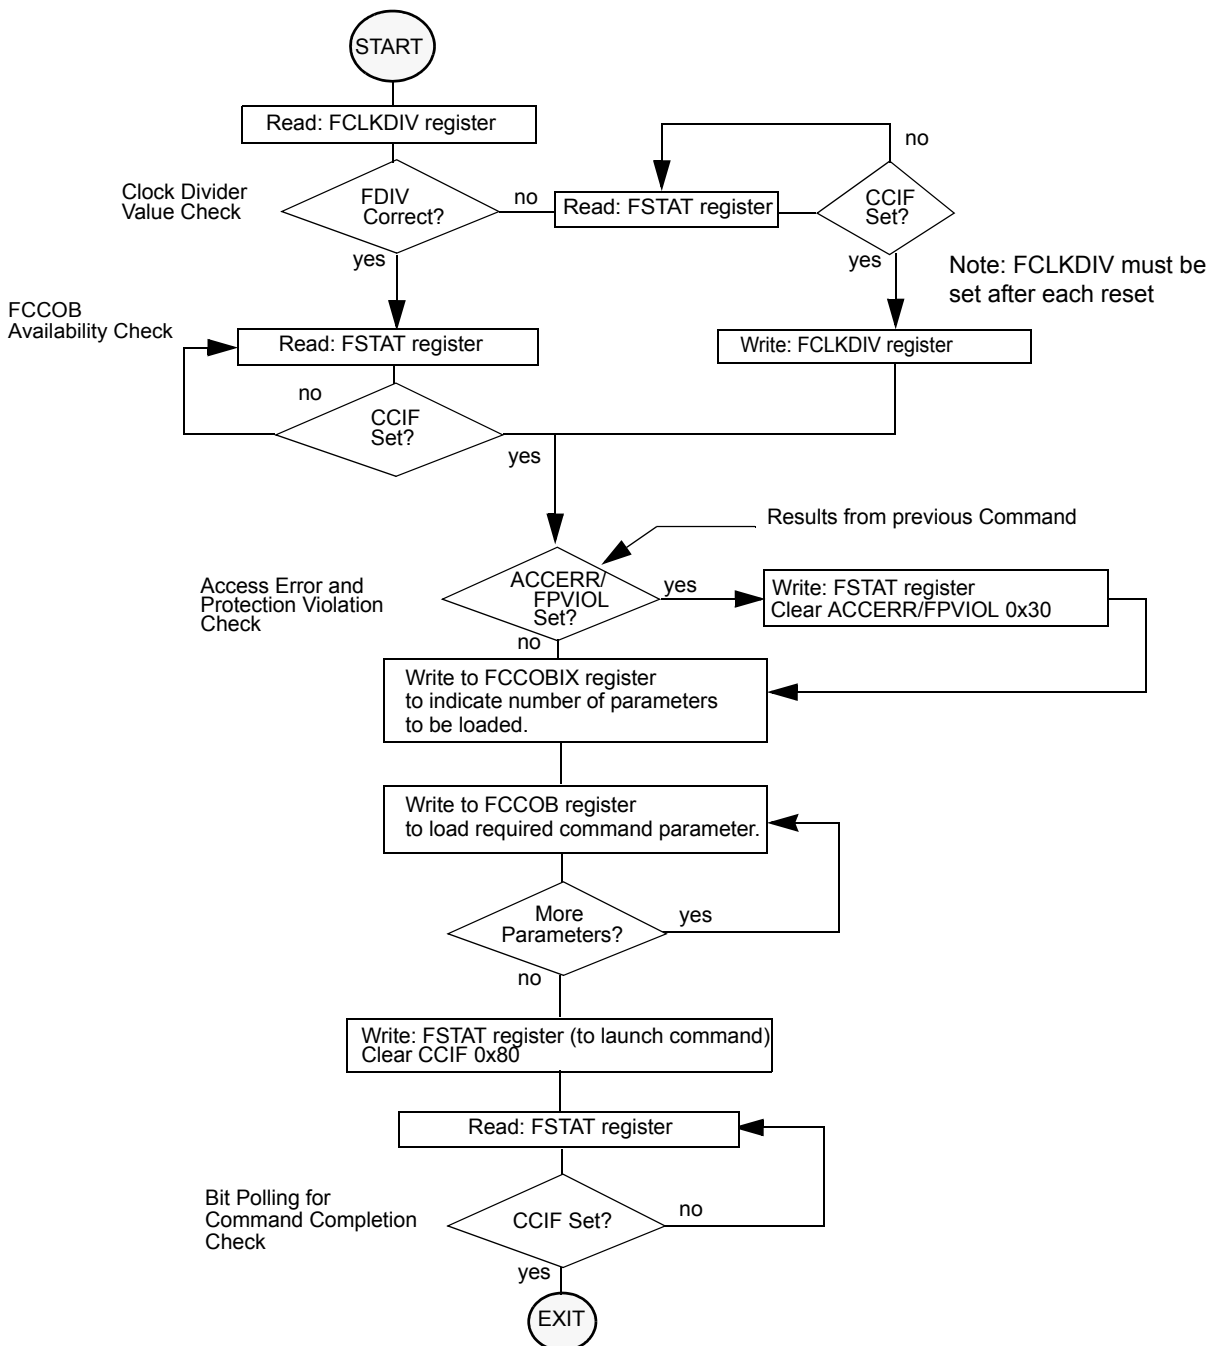 START
Read: FCLKDIV register
Clock Divider
Value Check
FDIV
Correct?
no
Read: FSTAT register
CCIF
Set?
no
yes
yes
Note: FCLKDIV must be
set after each reset
FCCOB
Availability Check
Read: FSTAT register
Write: FCLKDIV register
no
CCIF
Set?
yes
Results from previous Command
Access Error and
Protection Violation
Check
ACCERR/
FPVIOL
Set?
yes
Write: FSTAT register
Clear ACCERR/FPVIOL 0x30
no
Write to FCCOBIX register
to indicate number of parameters
to be loaded.
Write to FCCOB register
to load required command parameter.
More
Parameters?
yes
no
Write: FSTAT register (to launch command)
Clear CCIF 0x80
Read: FSTAT register
Bit Polling for
Command Completion
Check
CCIF Set?
no
yes
EXIT